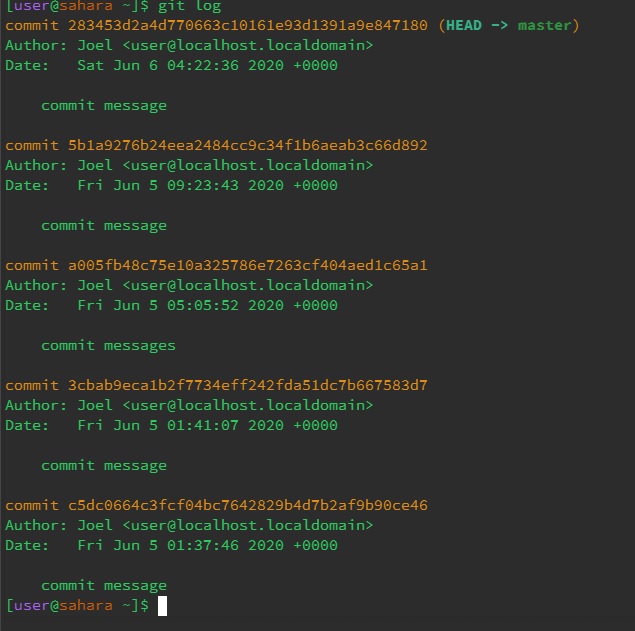 [user@sahara ~]$ git log
commit 283453d2a4d770663c10161e93d1391a9e847180 (HEAD -> master)
Author: Joel <user@localhost.localdomain>
Date:   Sat Jun 6 04:22:36 2020 +0000

    commit message

commit 5b1a9276b24eea2484cc9c34f1b6aeab3c66d892
Author: Joel <user@localhost.localdomain>
Date:   Fri Jun 5 09:23:43 2020 +0000

    commit message

commit a005fb48c75e10a325786e7263cf404aed1c65a1
Author: Joel <user@localhost.localdomain>
Date:   Fri Jun 5 05:05:52 2020 +0000

    commit messages

commit 3cbab9eca1b2f7734eff242fda51dc7b667583d7
Author: Joel <user@localhost.localdomain>
Date:   Fri Jun 5 01:41:07 2020 +0000

    commit message

commit c5dc0664c3fcf04bc7642829b4d7b2af9b90ce46
Author: Joel <user@localhost.localdomain>
Date:   Fri Jun 5 01:37:46 2020 +0000

    commit message
[user@sahara ~]$